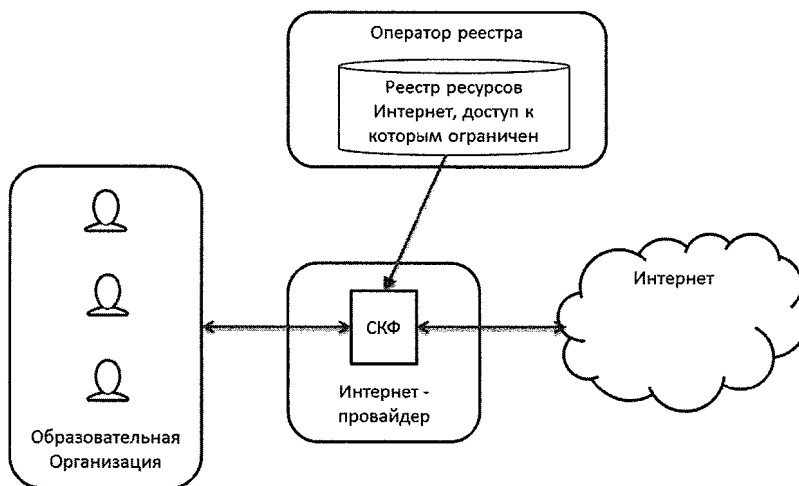 Оператор реестра
Реестр ресурсов
Интернет, доступ к
которым ограничен
Интернет
СКФ
Интернет -
провайдер
Образовательная
Организация